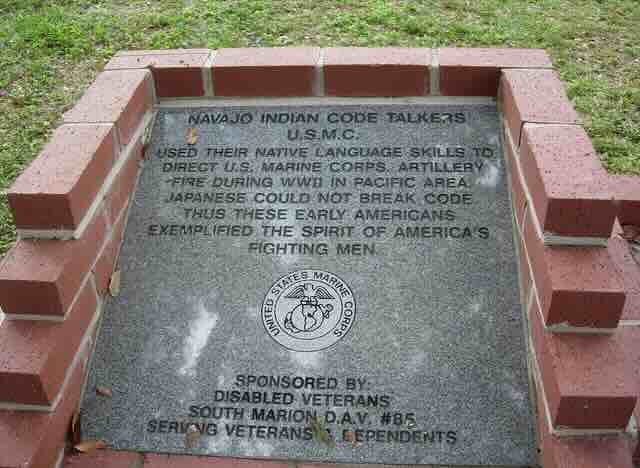 NAVAJO INDIAN CODE TALKERS
U.S.M.C.
USED THEIR NATIVE LANGUAGE SKILLS TO
DIRECT U.S. MARINE CORPS. ARTILLERY
FIRE DURING WWII IN PACIFIC AREA.
JAPANESE COULD NOT BREAK CODE
THUS THESE EARLY AMERICANS
EXEMPLIFIED THE SPIRIT OF AMERICA'S
FIGHTING MEN.
UNITED STATES MARINE CORPS
SPONSORED BY:
DISABLED VETERANS
SOUTH MARION D.A.V. #85
SERVING VETERANS & DEPENDENTS